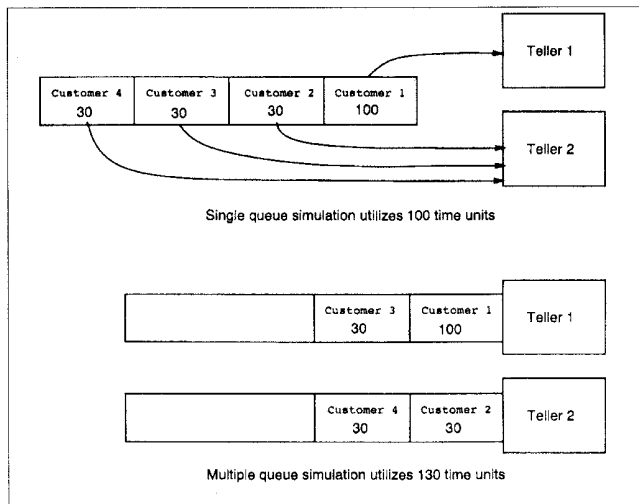 Teller 1
Customer 4 Customer 3 Customer 2 Customer 1
30 30 30 100
Teller 2
Single queue simulation utilizes 100 time units
Customer 3 Customer 1
30 100
Teller 1
Customer 4 Customer 2
30 30
Teller 2
Multiple queue simulation utilizes 130 time units